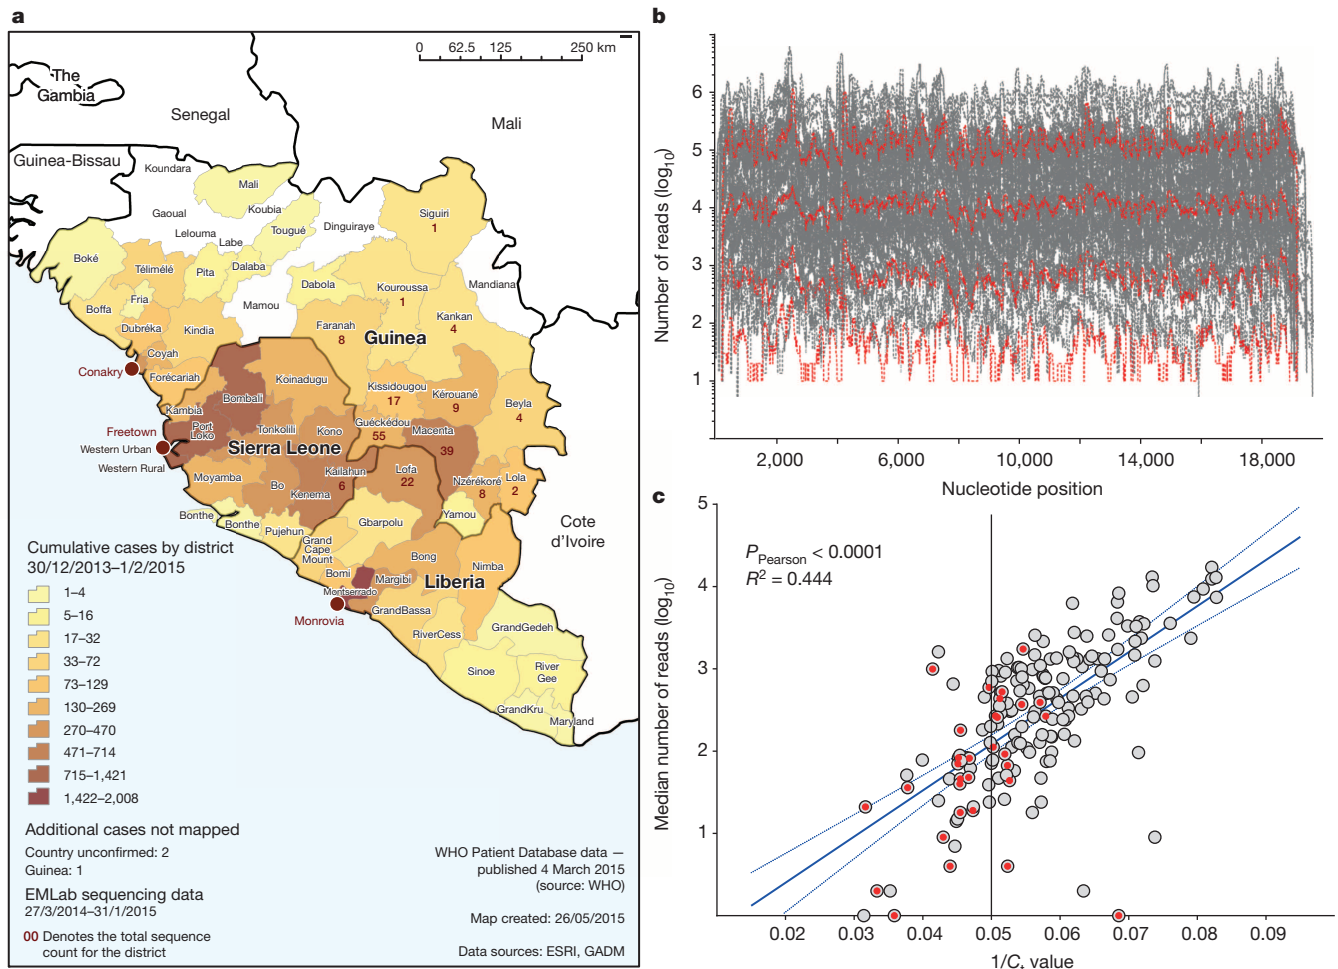 a
0 62.5 125 250 km
The
Gambia
Senegal
Mali
Guinea-Bissau
Koundara
Mali
Gaoual
Koubia
Siguiri
1
Lelouma
Labe
Tougué
Dinguiraye
Boké
Télimélé
Pita
Dalaba
Dabola
Kouroussa
1
Mandiana
Fria
Boffa
Mamou
Kankan
4
Dubréka
Kindia
Faranah
8
Guinea
Coyah
Conakry
Forécariah
Koinadugu
Kissidougou
17
Kérouané
9
Beyla
4
Bombali
Kambia
Port
Loko
Tonkolili
Kono
Guéckédou
55
Macenta
39
Freetown
Western Urban
Sierra Leone
Western Rural
Moyamba
Bo
Kailahun
6
Kenema
Lofa
22
Nzérékoré
8
Lola
2
Bonthe
Bonthe
Pujehun
Yamou
Cote
d'Ivoire
Grand
Cape
Mount
Gbarpolu
Bong
Nimba
Bomi
Margibi
Liberia
Montserrado
Monrovia
GrandBassa
RiverCess
GrandGedeh
Sinoe
River
Gee
GrandKru
Maryland
Cumulative cases by district
30/12/2013–1/2/2015
1–4
5–16
17–32
33–72
73–129
130–269
270–470
471–714
715–1,421
1,422–2,008
Additional cases not mapped
Country unconfirmed: 2
Guinea: 1
EMLab sequencing data
27/3/2014–31/1/2015
00 Denotes the total sequence
count for the district
WHO Patient Database data —
published 4 March 2015
(source: WHO)
Map created: 26/05/2015
Data sources: ESRI, GADM
b
Number of reads (log10)
6
5
4
3
2
1
2,000 6,000 10,000 14,000 18,000
Nucleotide position
c
Median number of reads (log10)
5
4
3
2
1
PPearson < 0.0001
R2 = 0.444
0.02 0.03 0.04 0.05 0.06 0.07 0.08 0.09
1/Ct value